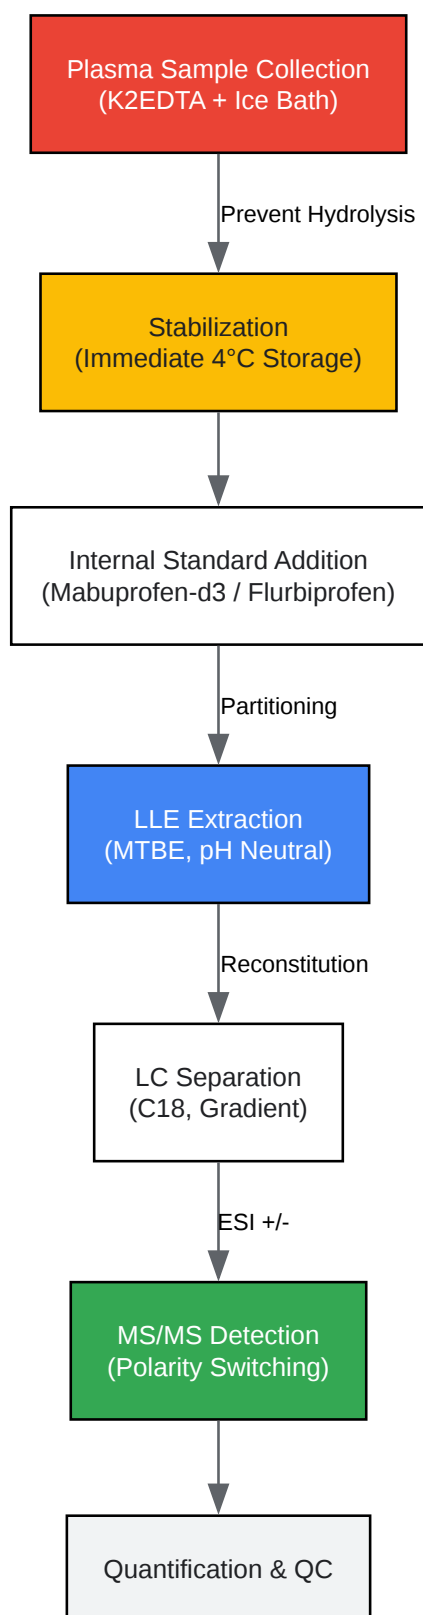 Plasma Sample Collection
(K2EDTA + Ice Bath)
Prevent Hydrolysis
Stabilization
(Immediate 4°C Storage)
Internal Standard Addition
(Mabuprofen-d3 / Flurbiprofen)
Partitioning
LLE Extraction
(MTBE, pH Neutral)
Reconstitution
LC Separation
(C18, Gradient)
ESI +/-
MS/MS Detection
(Polarity Switching)
Quantification & QC